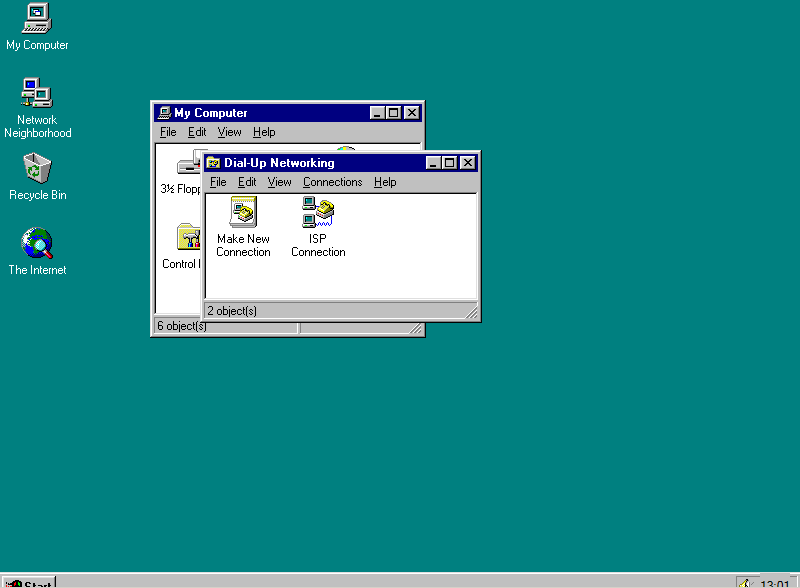 My Computer
Network
Neighborhood
Recycle Bin
The Internet
My Computer
File Edit View Help
3½ Flopp
Control
6 object(s)
Dial-Up Networking
File Edit View Connections Help
Make New
Connection
ISP
Connection
2 object(s)
Start
13:01